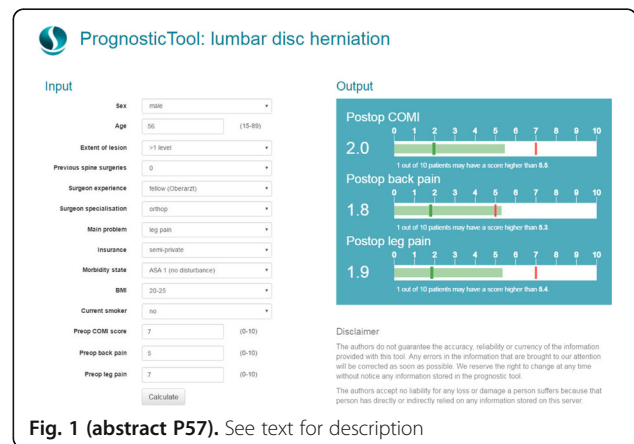 PrognosticTool: lumbar disc herniation
Input
Sex male
Age 56 (15-89)
Extent of lesion >1 level
Previous spine surgeries 0
Surgeon experience fellow (Oberarzt)
Surgeon specialisation orthop
Main problem leg pain
Insurance semi-private
Morbidity state ASA 1 (no disturbance)
BMI 20-25
Current smoker no
Preop COMI score 7 (0-10)
Preop back pain 5 (0-10)
Preop leg pain 7 (0-10)
Calculate
Output
Postop COMI
0 1 2 3 4 5 6 7 8 9 10
2.0
1 out of 10 patients may have a score higher than 5.5.
Postop back pain
0 1 2 3 4 5 6 7 8 9 10
1.8
1 out of 10 patients may have a score higher than 5.3.
Postop leg pain
0 1 2 3 4 5 6 7 8 9 10
1.9
1 out of 10 patients may have a score higher than 5.4.
Disclaimer
The authors do not guarantee the accuracy, reliability or currency of the information
provided with this tool. Any errors in the information that are brought to our attention
will be corrected as soon as possible. We reserve the right to change at any time
without notice any information stored in the prognostic tool.
The authors accept no liability for any loss or damage a person suffers because that
person has directly or indirectly relied on any information stored on this server.
Fig. 1 (abstract P57). See text for description